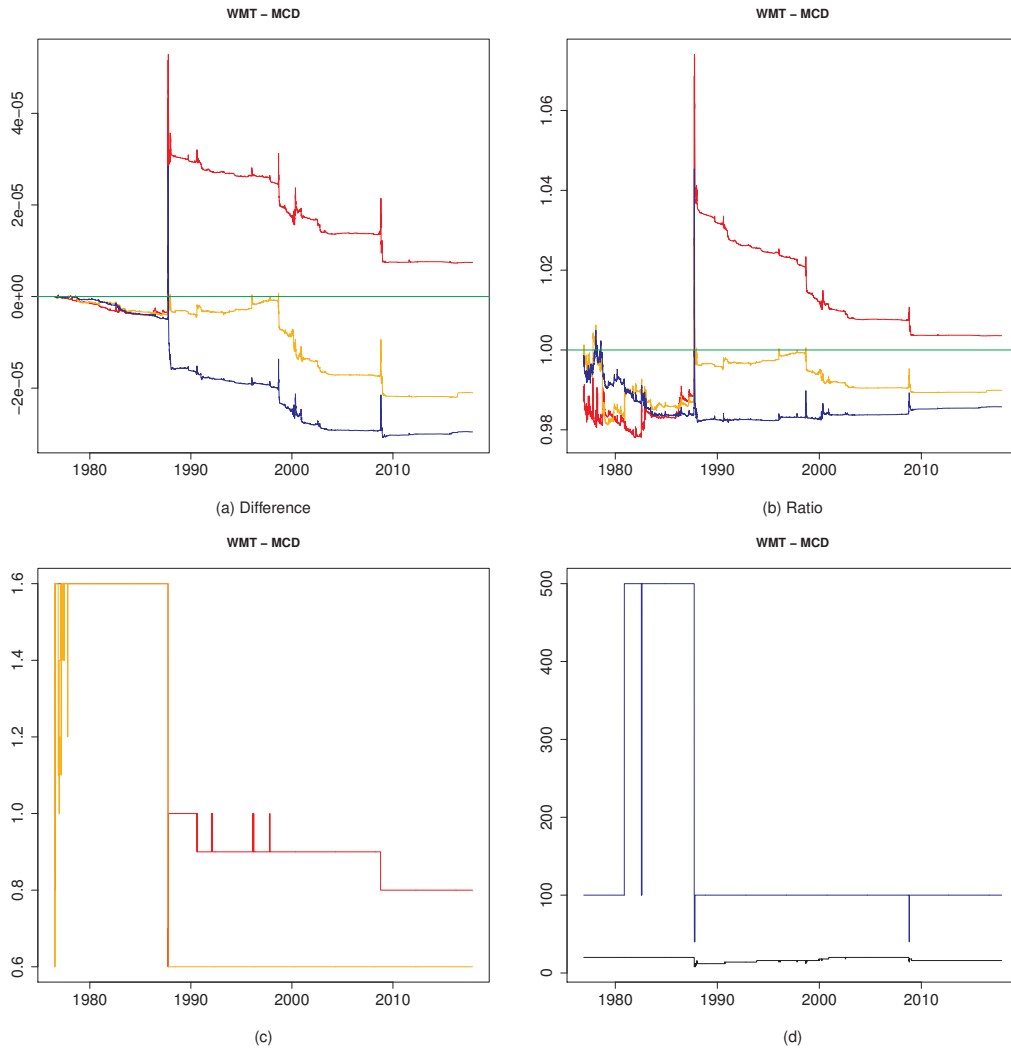 WMT − MCD
4e−05
2e−05
0e+00
−2e−05
1980 1990 2000 2010
(a) Difference
WMT − MCD
1.06
1.04
1.02
1.00
0.98
1980 1990 2000 2010
(b) Ratio
WMT − MCD
1.6
1.4
1.2
1.0
0.8
0.6
1980 1990 2000 2010
(c)
WMT − MCD
500
400
300
200
100
0
1980 1990 2000 2010
(d)